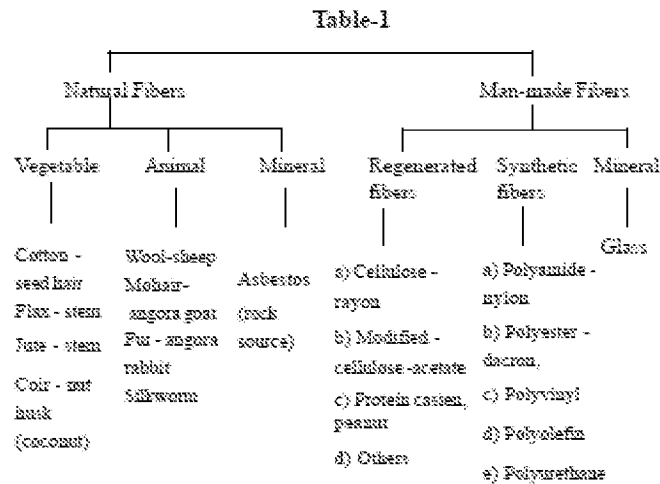 Table-1
Natural Fibers
Man-made Fibers
Vegetable
Animal
Mineral
Regenerated
fibers
Synthetic
fibers
Mineral
Cotton -
seed hair
Flax - stem
Jute - stem
Coir - nut
husk
(coconut)
Wool-sheep
Mohair-
angora goat
Fur - angora
rabbit
Silkworm
Asbestos
(rock
source)
a) Cellulose -
rayon
b) Modified -
cellulose -acetate
c) Protein casien,
peanut
d) Others
a) Polyamide -
nylon
b) Polyester -
dacron,
c) Polyvinyl
d) Polyolefin
e) Polyurethane
Glass